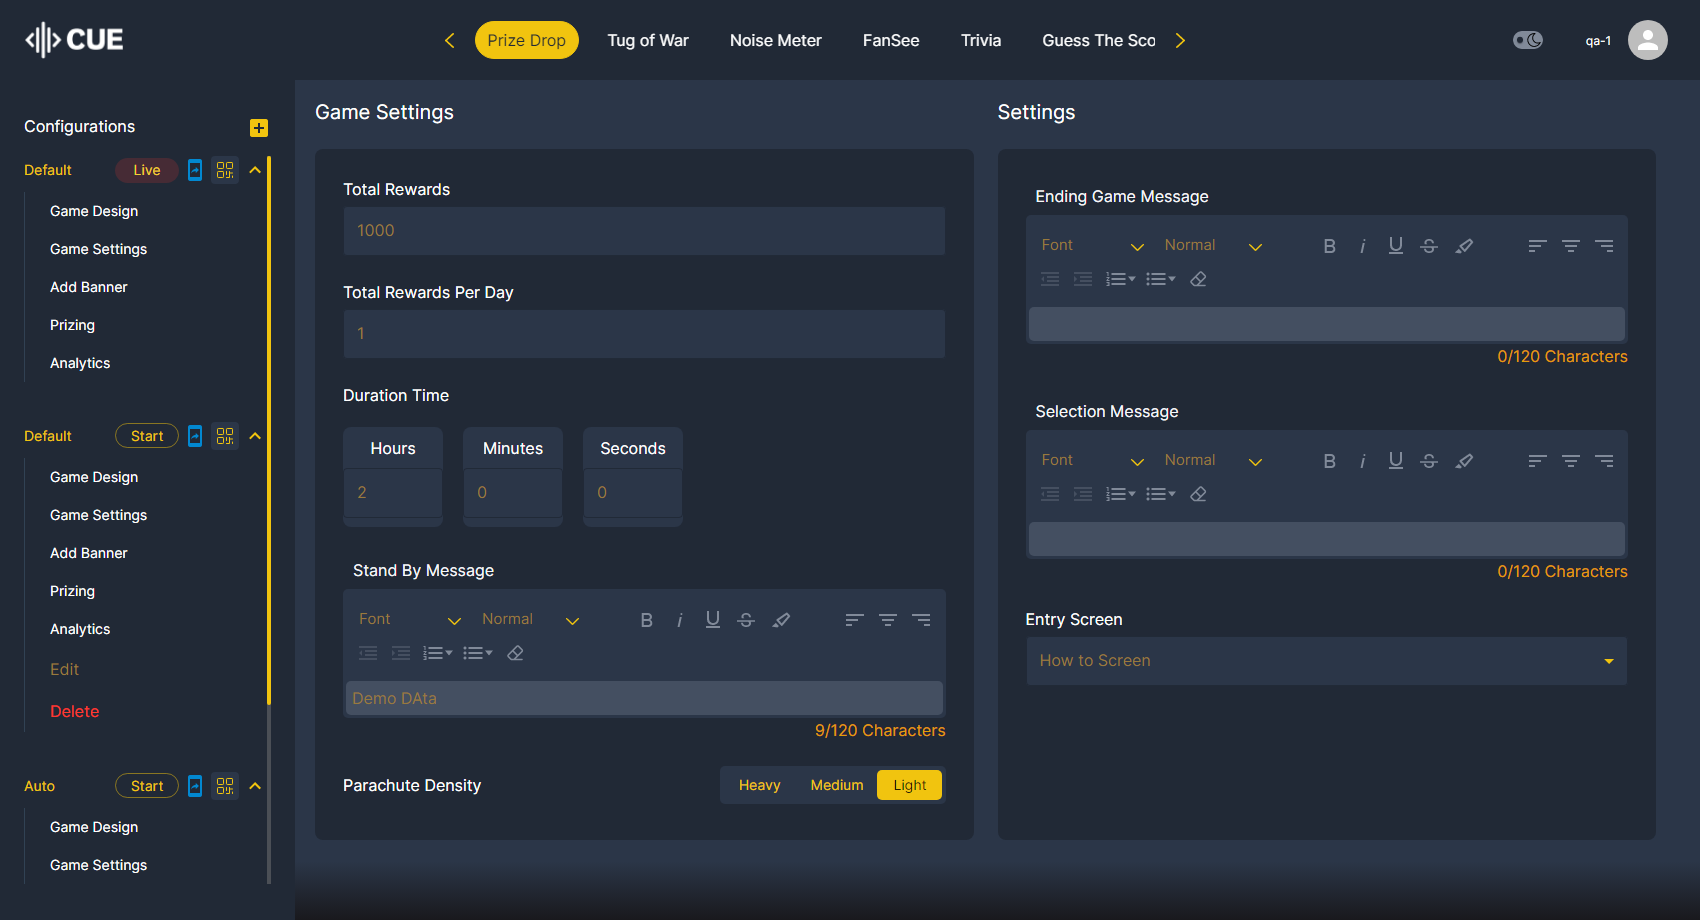 CUE
Prize Drop
Tug of War
Noise Meter
FanSee
Trivia
Guess The Sco
qa-1
Configurations
Default
Live
Game Design
Game Settings
Add Banner
Prizing
Analytics
Default
Start
Game Design
Game Settings
Add Banner
Prizing
Analytics
Edit
Delete
Auto
Start
Game Design
Game Settings
Game Settings
Total Rewards
1000
Total Rewards Per Day
1
Duration Time
Hours
Minutes
Seconds
2
0
0
Stand By Message
Font
Normal
Demo DAta
9/120 Characters
Parachute Density
Heavy
Medium
Light
Settings
Ending Game Message
Font
Normal
0/120 Characters
Selection Message
Font
Normal
0/120 Characters
Entry Screen
How to Screen